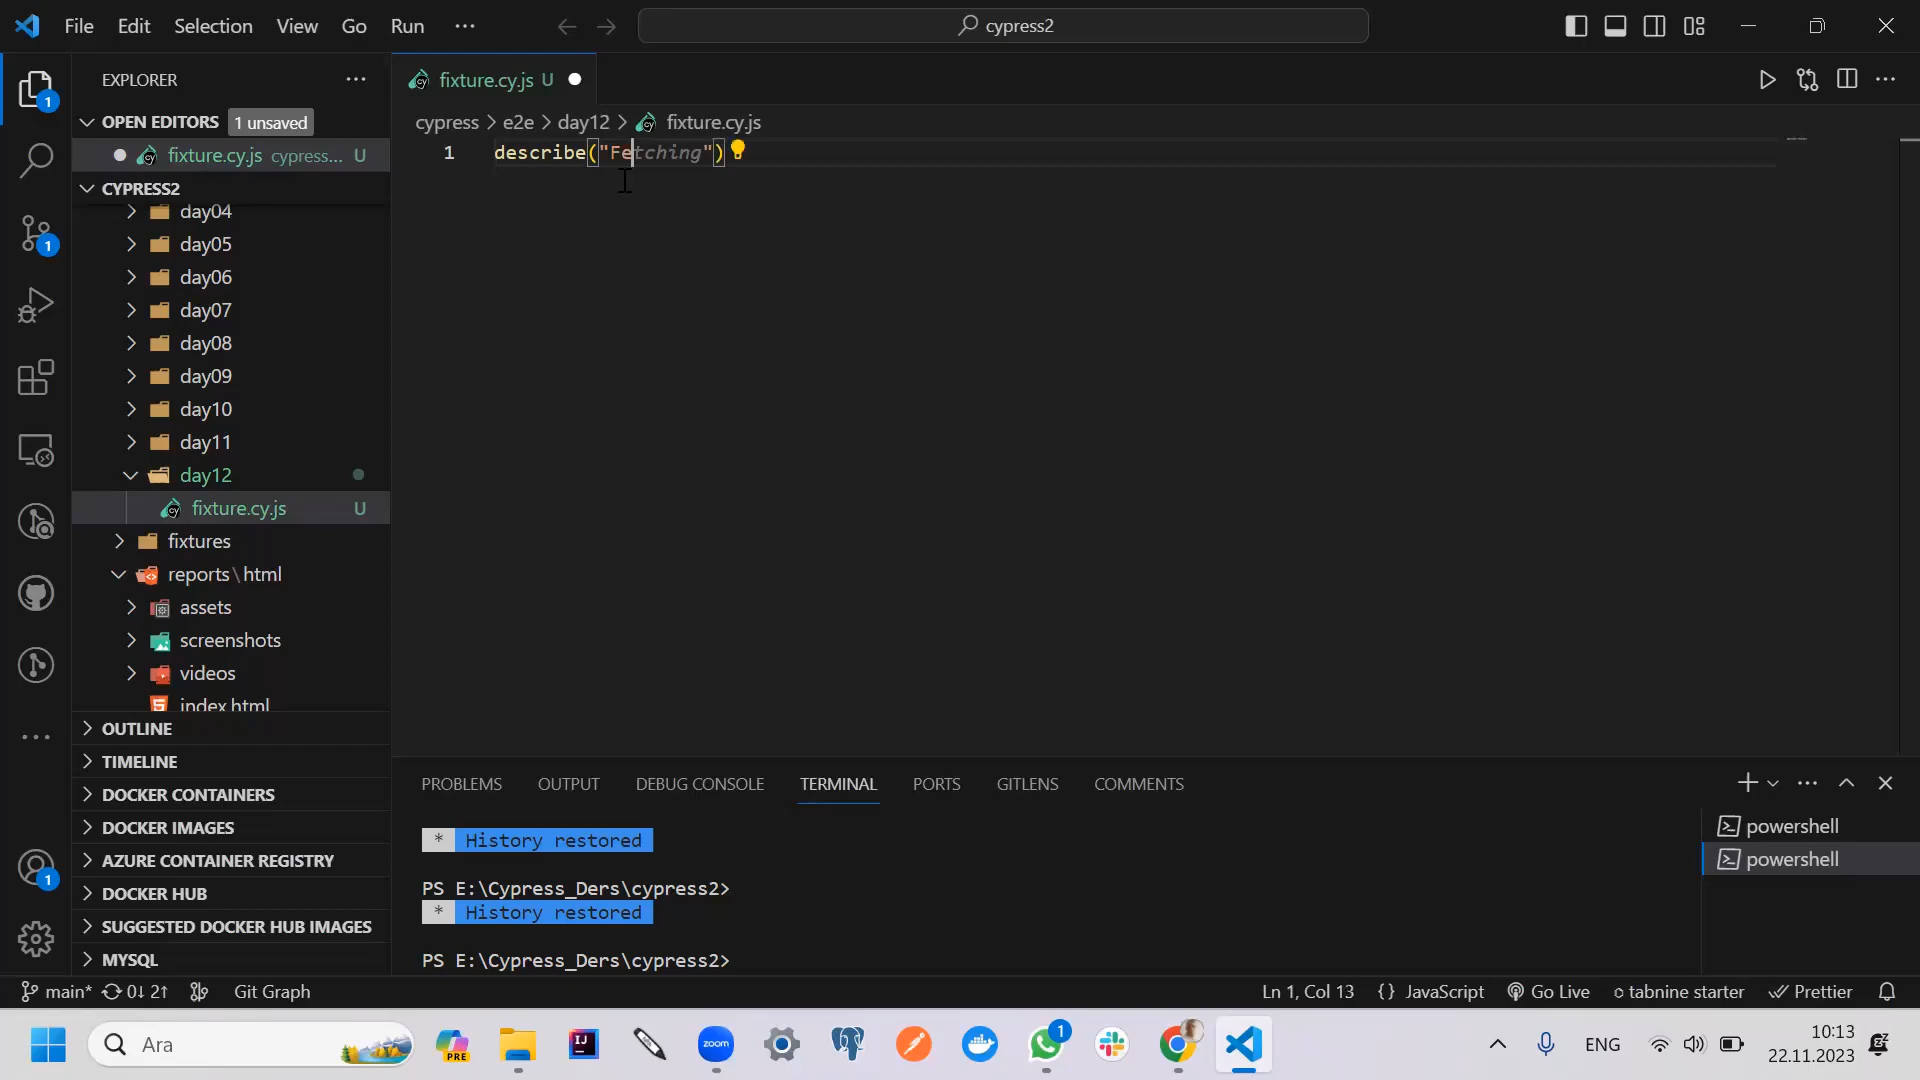 File Edit Selection View Go Run ...
cypress2
EXPLORER
OPEN EDITORS 1 unsaved
fixture.cy.js cypress... U
CYPRESS2
day04
day05
day06
day07
day08
day09
day10
day11
day12
fixture.cy.js U
fixtures
reports\html
assets
screenshots
videos
index.html
OUTLINE
TIMELINE
DOCKER CONTAINERS
DOCKER IMAGES
AZURE CONTAINER REGISTRY
DOCKER HUB
SUGGESTED DOCKER HUB IMAGES
MYSQL
1
1
1
fixture.cy.js U
cypress > e2e > day12 > fixture.cy.js
1 describe("Fetching")
PROBLEMS OUTPUT DEBUG CONSOLE TERMINAL PORTS GITLENS COMMENTS
* History restored
PS E:\Cypress_Ders\cypress2>
* History restored
PS E:\Cypress_Ders\cypress2>
powershell
powershell
main* 0↓ 2↑ Git Graph
Ln 1, Col 13 {} JavaScript Go Live tabnine starter Prettier
Ara
PRE
IJ
zoom
1
ENG
10:13
22.11.2023